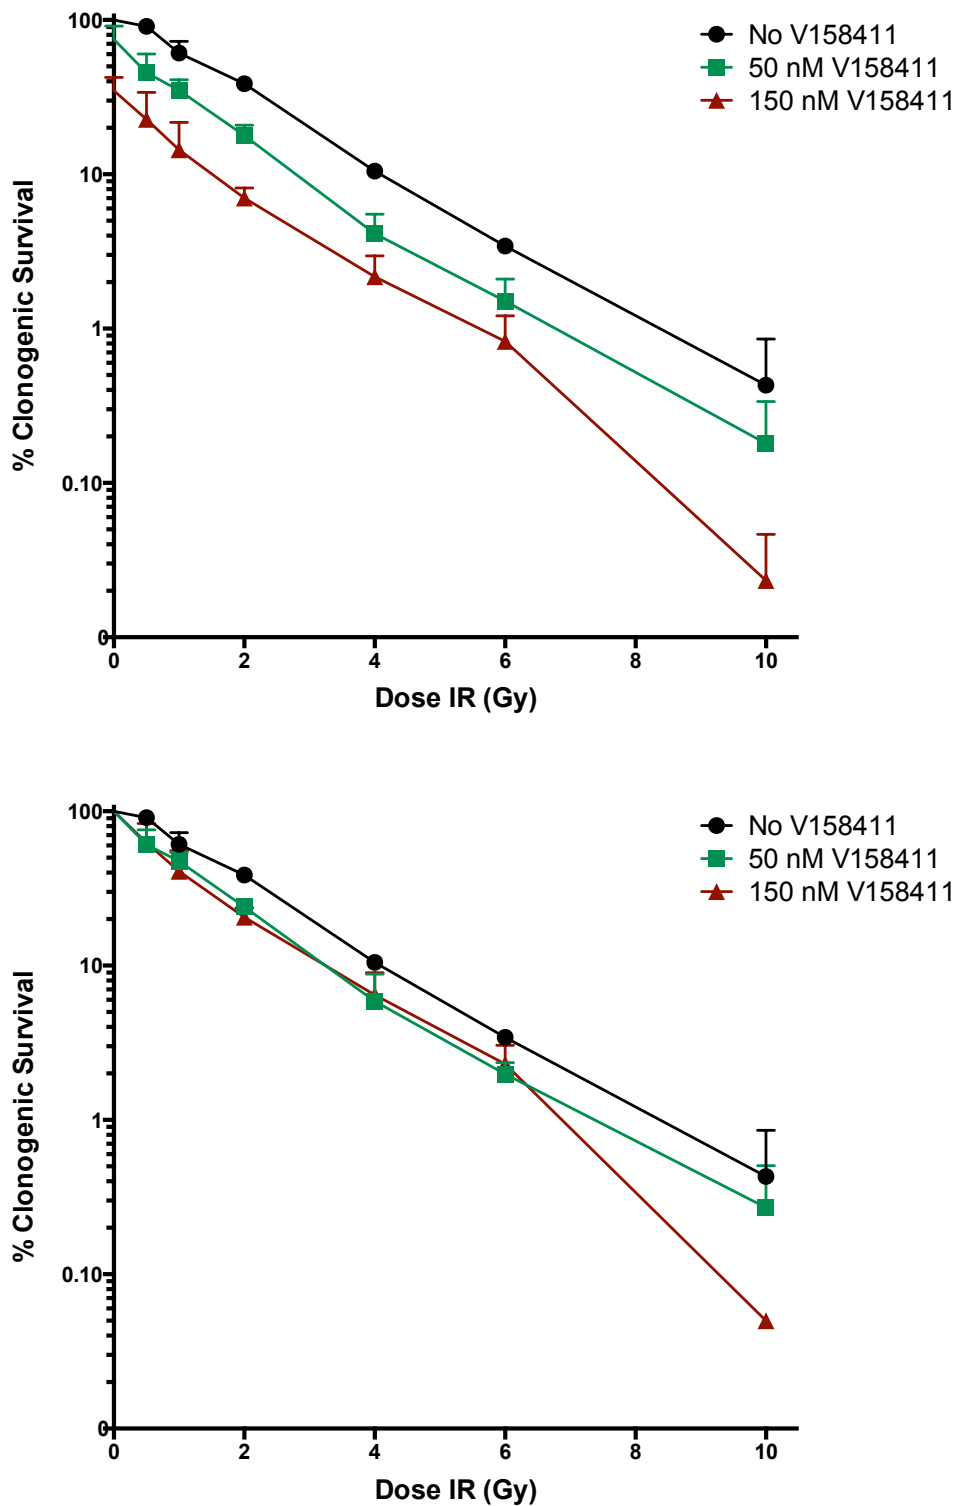 100
10
1
0.10
0
% Clonogenic Survival
0 2 4 6 8 10
Dose IR (Gy)
No V158411
50 nM V158411
150 nM V158411
100
10
1
0.10
0
% Clonogenic Survival
0 2 4 6 8 10
Dose IR (Gy)
No V158411
50 nM V158411
150 nM V158411